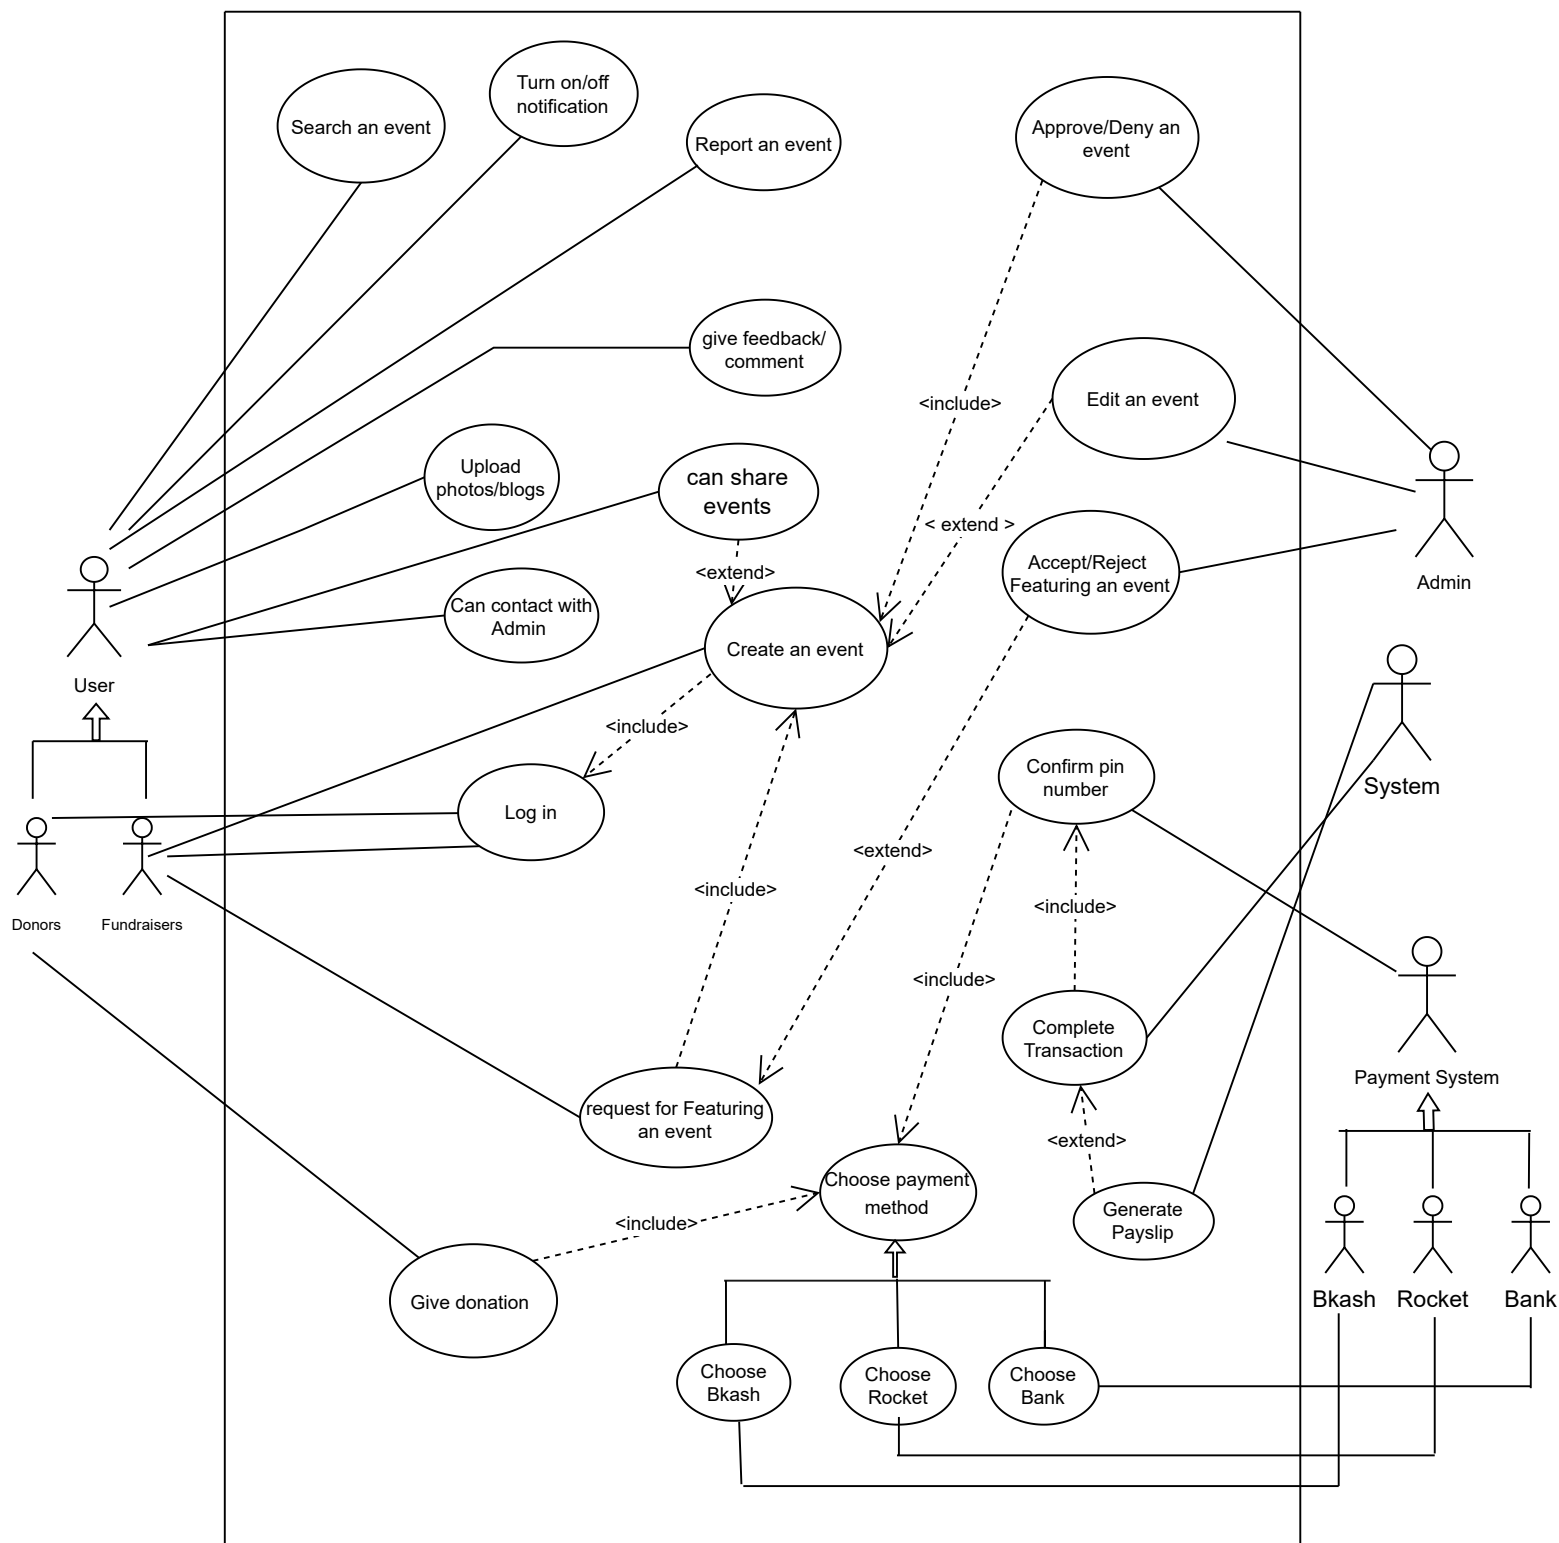 Turn on/off
notification
Search an event
Report an event
Approve/Deny an
event
give feedback/
comment
<include>
Edit an event
Upload
photos/blogs
can share
events
< extend >
Accept/Reject
Featuring an event
<extend>
Admin
Can contact with
Admin
Create an event
User
<include>
Confirm pin
number
System
Log in
<extend>
<include>
<include>
Donors
Fundraisers
<include>
Complete
Transaction
Payment System
request for Featuring
an event
<extend>
Choose payment
method
Generate
Payslip
<include>
Give donation
Bkash
Rocket
Bank
Choose
Bkash
Choose
Rocket
Choose
Bank